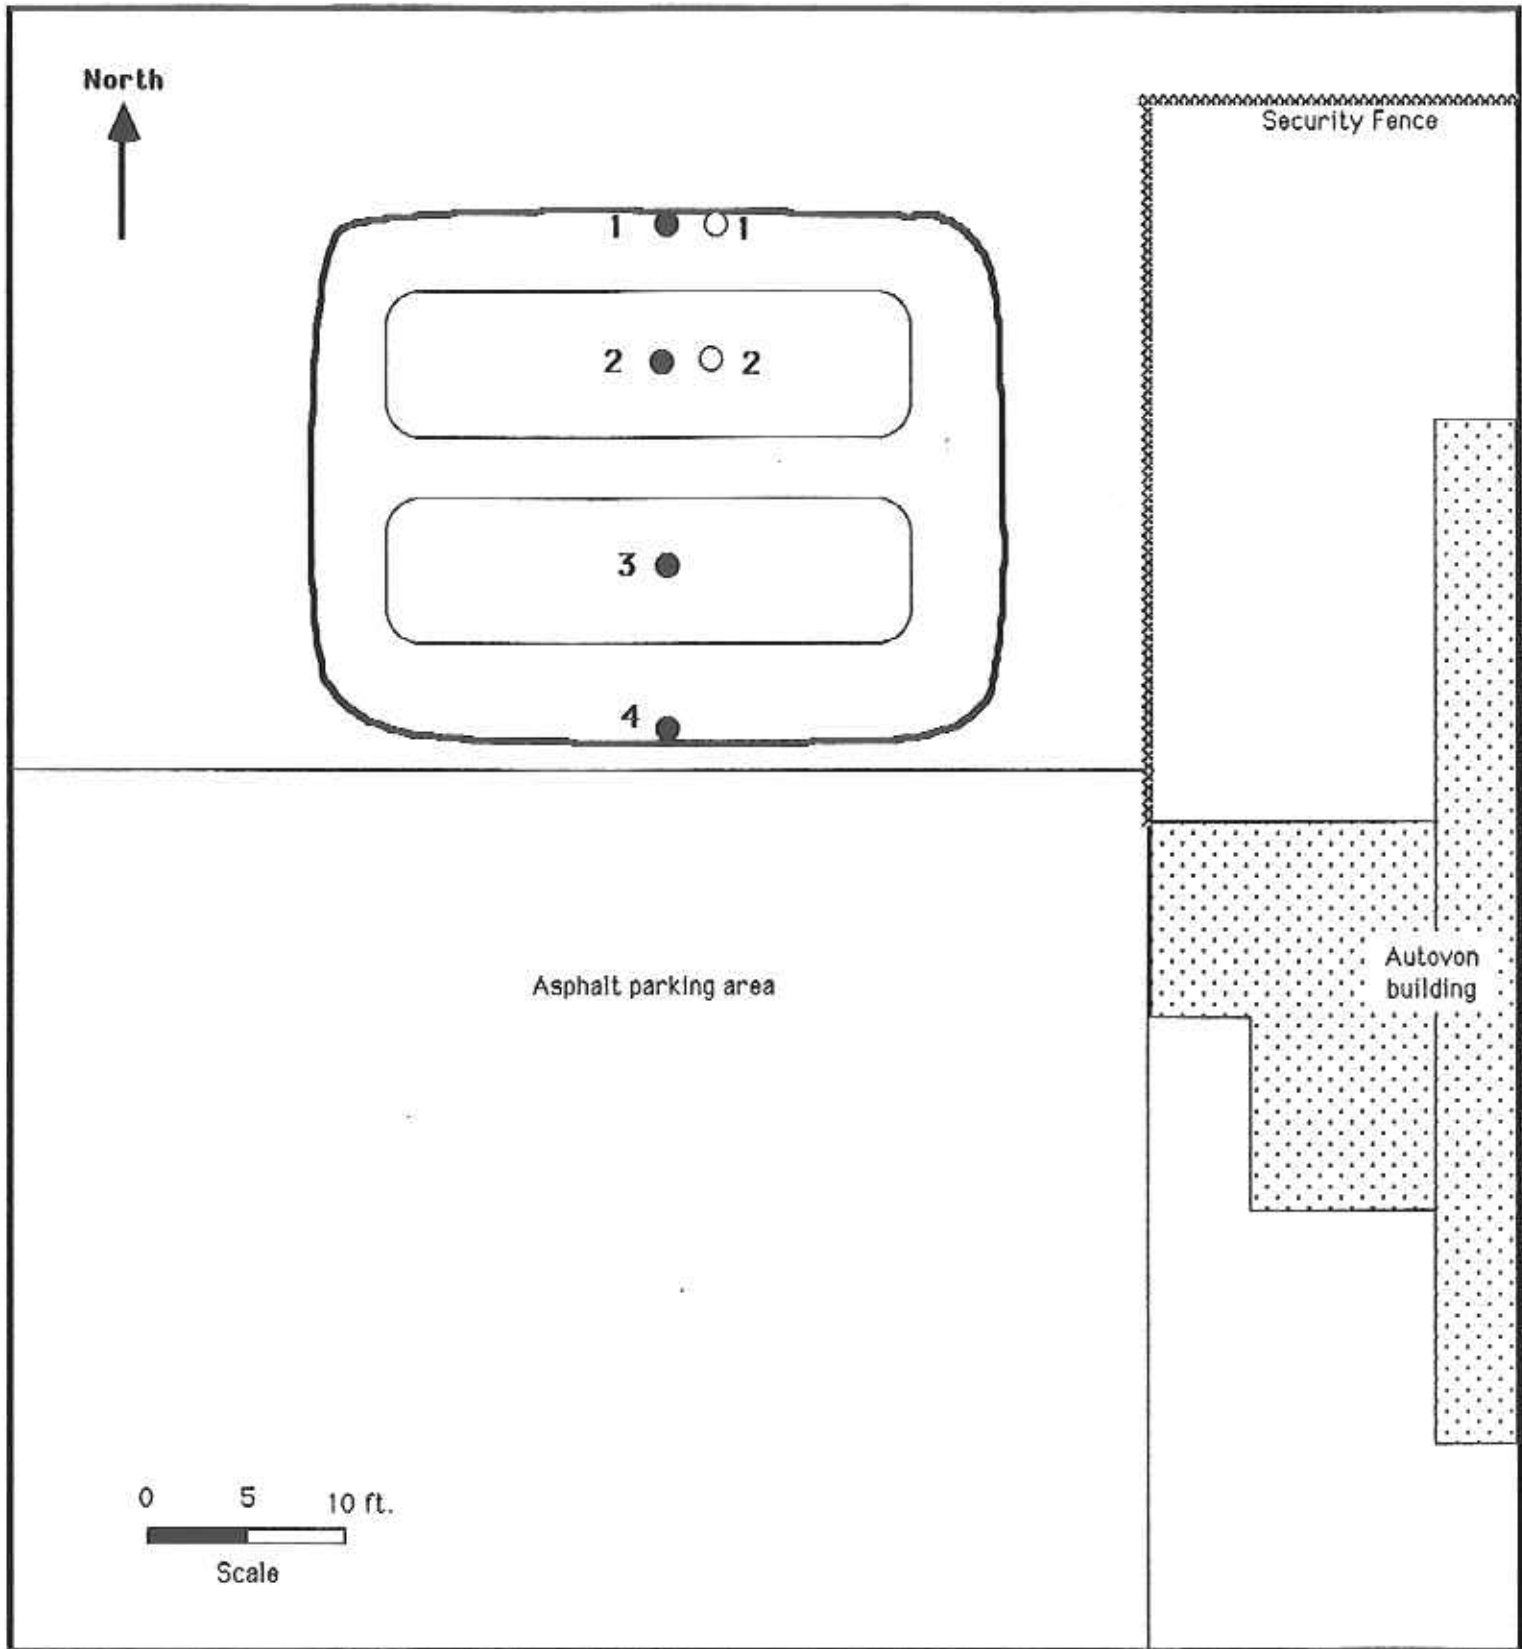 North
Security Fence
1 1
2 2
3
4
Asphalt parking area
Autovon
building
0 5 10 ft.
Scale